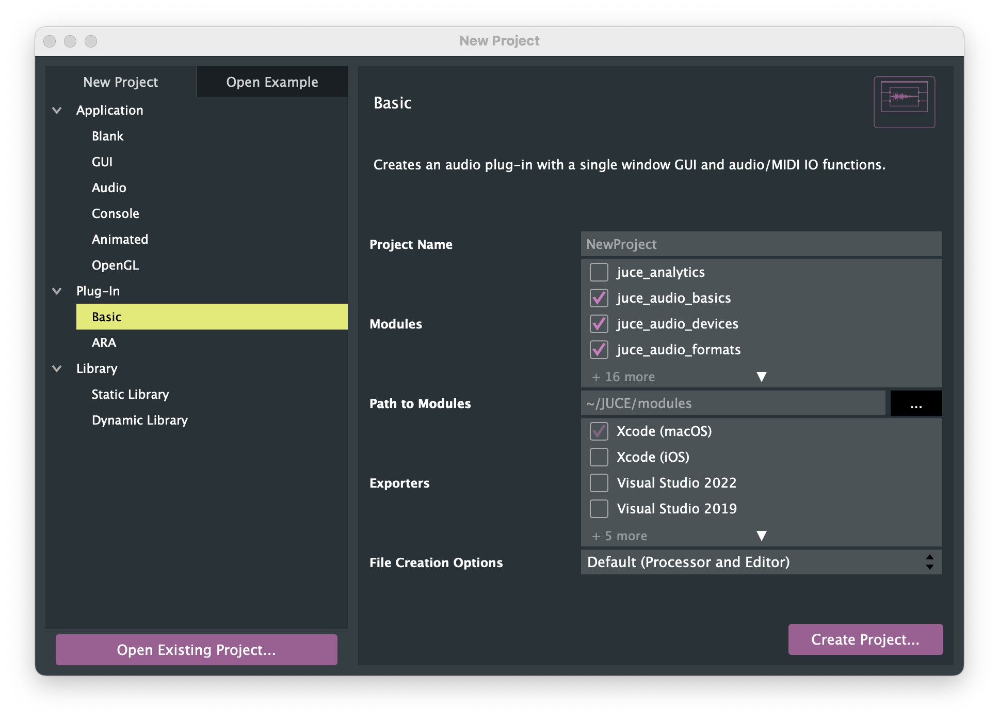 New Project
New Project
Open Example
Application
Blank
GUI
Audio
Console
Animated
OpenGL
Plug-In
Basic
ARA
Library
Static Library
Dynamic Library
Open Existing Project...
Basic
Creates an audio plug-in with a single window GUI and audio/MIDI IO functions.
Project Name
NewProject
Modules
juce_analytics
juce_audio_basics
juce_audio_devices
juce_audio_formats
+ 16 more
Path to Modules
~/JUCE/modules
...
Exporters
Xcode (macOS)
Xcode (iOS)
Visual Studio 2022
Visual Studio 2019
+ 5 more
File Creation Options
Default (Processor and Editor)
Create Project...